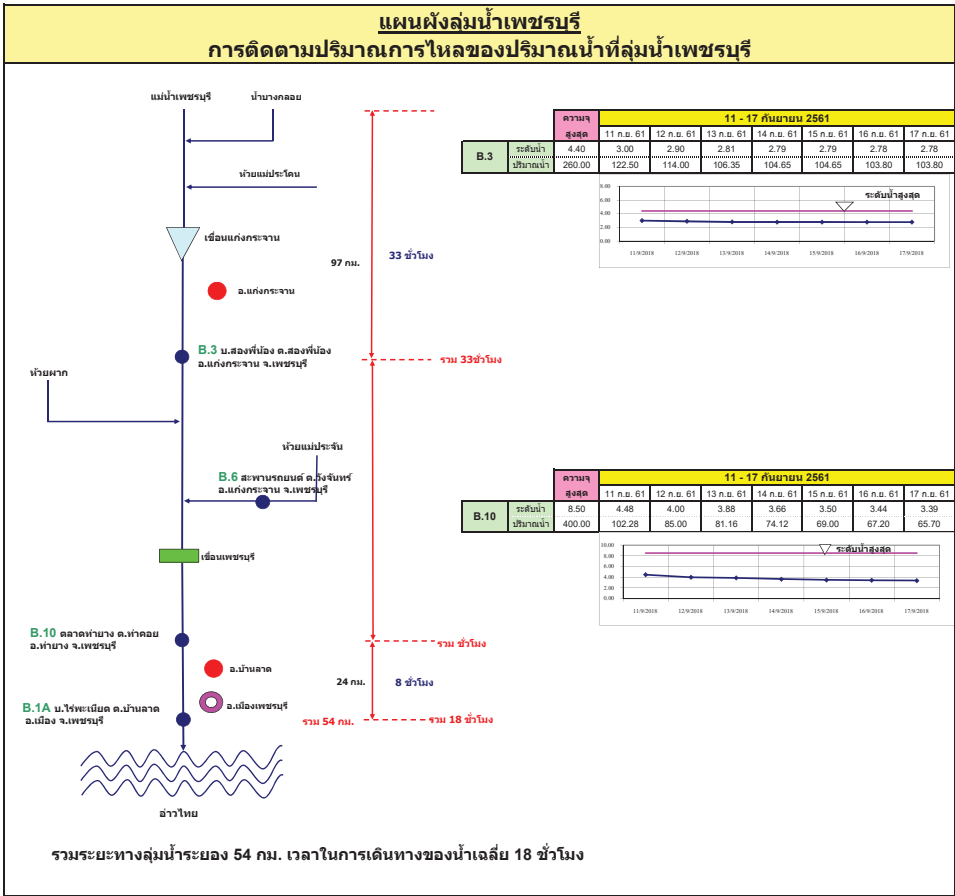 แผนผังลุ่มน้ำเพชรบุรี
การติดตามปริมาณการไหลของปริมาณน้ำที่ลุ่มน้ำเพชรบุรี
แม่น้ำเพชรบุรี
น้ำบางกลอย
ห้วยแม่ประโดน
เขื่อนแก่งกระจาน
อ.แก่งกระจาน
97 กม.
33 ชั่วโมง
ความจุ 11 - 17 กันยายน 2561
สูงสุด 11 ก.ย. 61 12 ก.ย. 61 13 ก.ย. 61 14 ก.ย. 61 15 ก.ย. 61 16 ก.ย. 61 17 ก.ย. 61
B.3
ระดับน้ำ 4.40 3.00 2.90 2.81 2.79 2.79 2.78 2.78
ปริมาณน้ำ 260.00 122.50 114.00 106.35 104.65 104.65 103.80 103.80
ระดับน้ำสูงสุด
8.00
6.00
4.00
2.00
0.00
11/9/2018 12/9/2018 13/9/2018 14/9/2018 15/9/2018 16/9/2018 17/9/2018
B.3 บ.สองพี่น้อง ต.สองพี่น้อง
อ.แก่งกระจาน จ.เพชรบุรี
รวม 33ชั่วโมง
ห้วยผาก
ห้วยแม่ประจัน
B.6 สะพานรถยนต์ ต.วังจันทร์
อ.แก่งกระจาน จ.เพชรบุรี
ความจุ 11 - 17 กันยายน 2561
สูงสุด 11 ก.ย. 61 12 ก.ย. 61 13 ก.ย. 61 14 ก.ย. 61 15 ก.ย. 61 16 ก.ย. 61 17 ก.ย. 61
B.10
ระดับน้ำ 8.50 4.48 4.00 3.88 3.66 3.50 3.44 3.39
ปริมาณน้ำ 400.00 102.28 85.00 81.16 74.12 69.00 67.20 65.70
ระดับน้ำสูงสุด
10.00
8.00
6.00
4.00
2.00
0.00
11/9/2018 12/9/2018 13/9/2018 14/9/2018 15/9/2018 16/9/2018 17/9/2018
เขื่อนเพชรบุรี
B.10 ตลาดท่ายาง ต.ท่าคอย
อ.ท่ายาง จ.เพชรบุรี
รวม ชั่วโมง
อ.บ้านลาด
24 กม.
8 ชั่วโมง
อ.เมืองเพชรบุรี
B.1A บ.ไร่พะเนียด ต.บ้านลาด
อ.เมือง จ.เพชรบุรี
รวม 54 กม.
รวม 18 ชั่วโมง
อ่าวไทย
รวมระยะทางลุ่มน้ำระยอง 54 กม. เวลาในการเดินทางของน้ำเฉลี่ย 18 ชั่วโมง